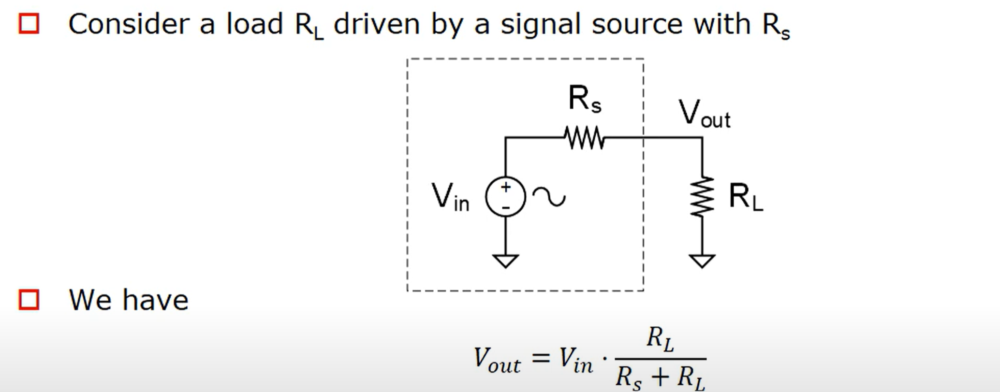 Consider a load R_L driven by a signal source with R_s
R_s
V_out
V_in
+
-
R_L
We have
V_out = V_in · R_L / (R_s + R_L)